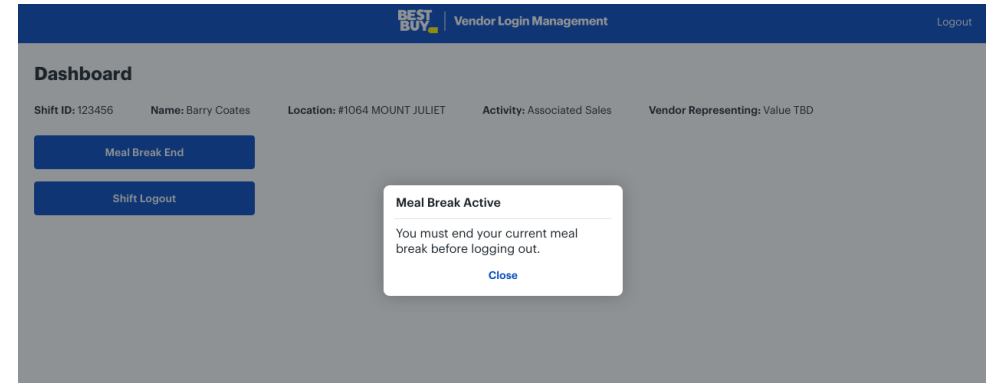 BEST BUY Vendor Login Management Logout
Dashboard
Shift ID: 123456 Name: Barry Coates Location: #1064 MOUNT JULIET Activity: Associated Sales Vendor Representing: Value TBD
Meal Break End
Shift Logout
Meal Break Active
You must end your current meal
break before logging out.
Close